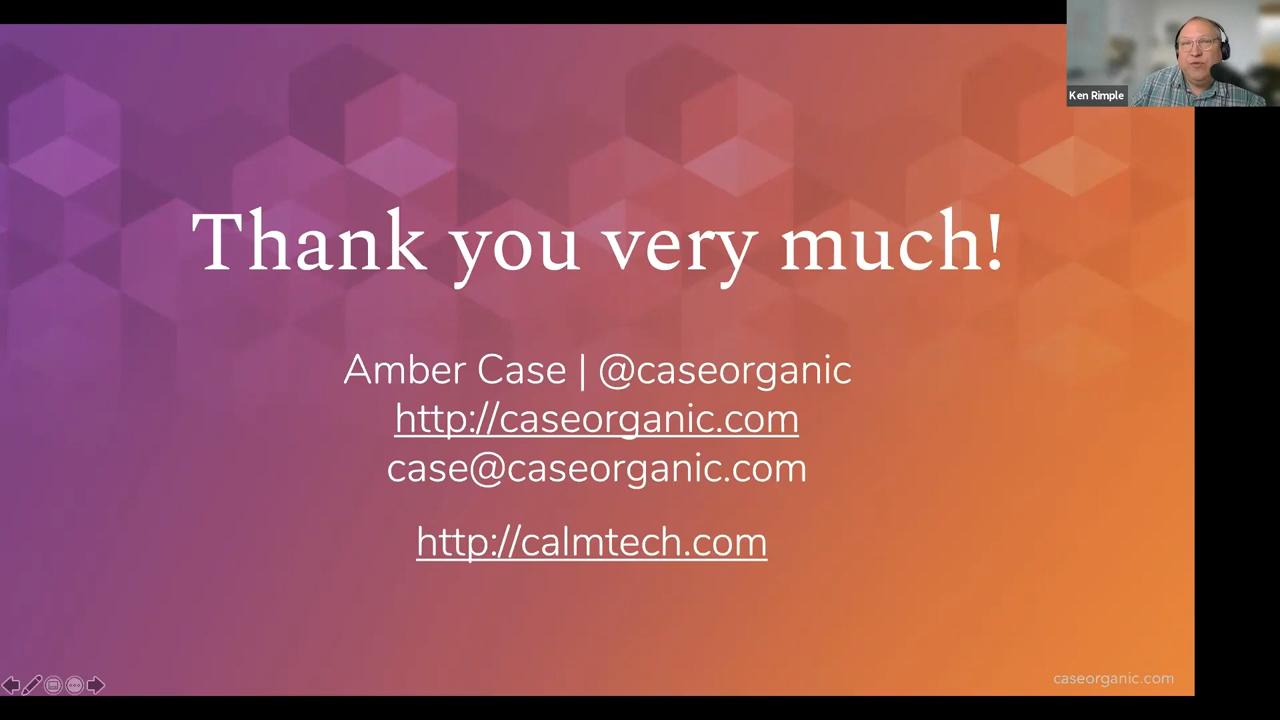 Ken Rimple
Thank you very much!
Amber Case | @caseorganic
http://caseorganic.com
case@caseorganic.com
http://calmtech.com
caseorganic.com